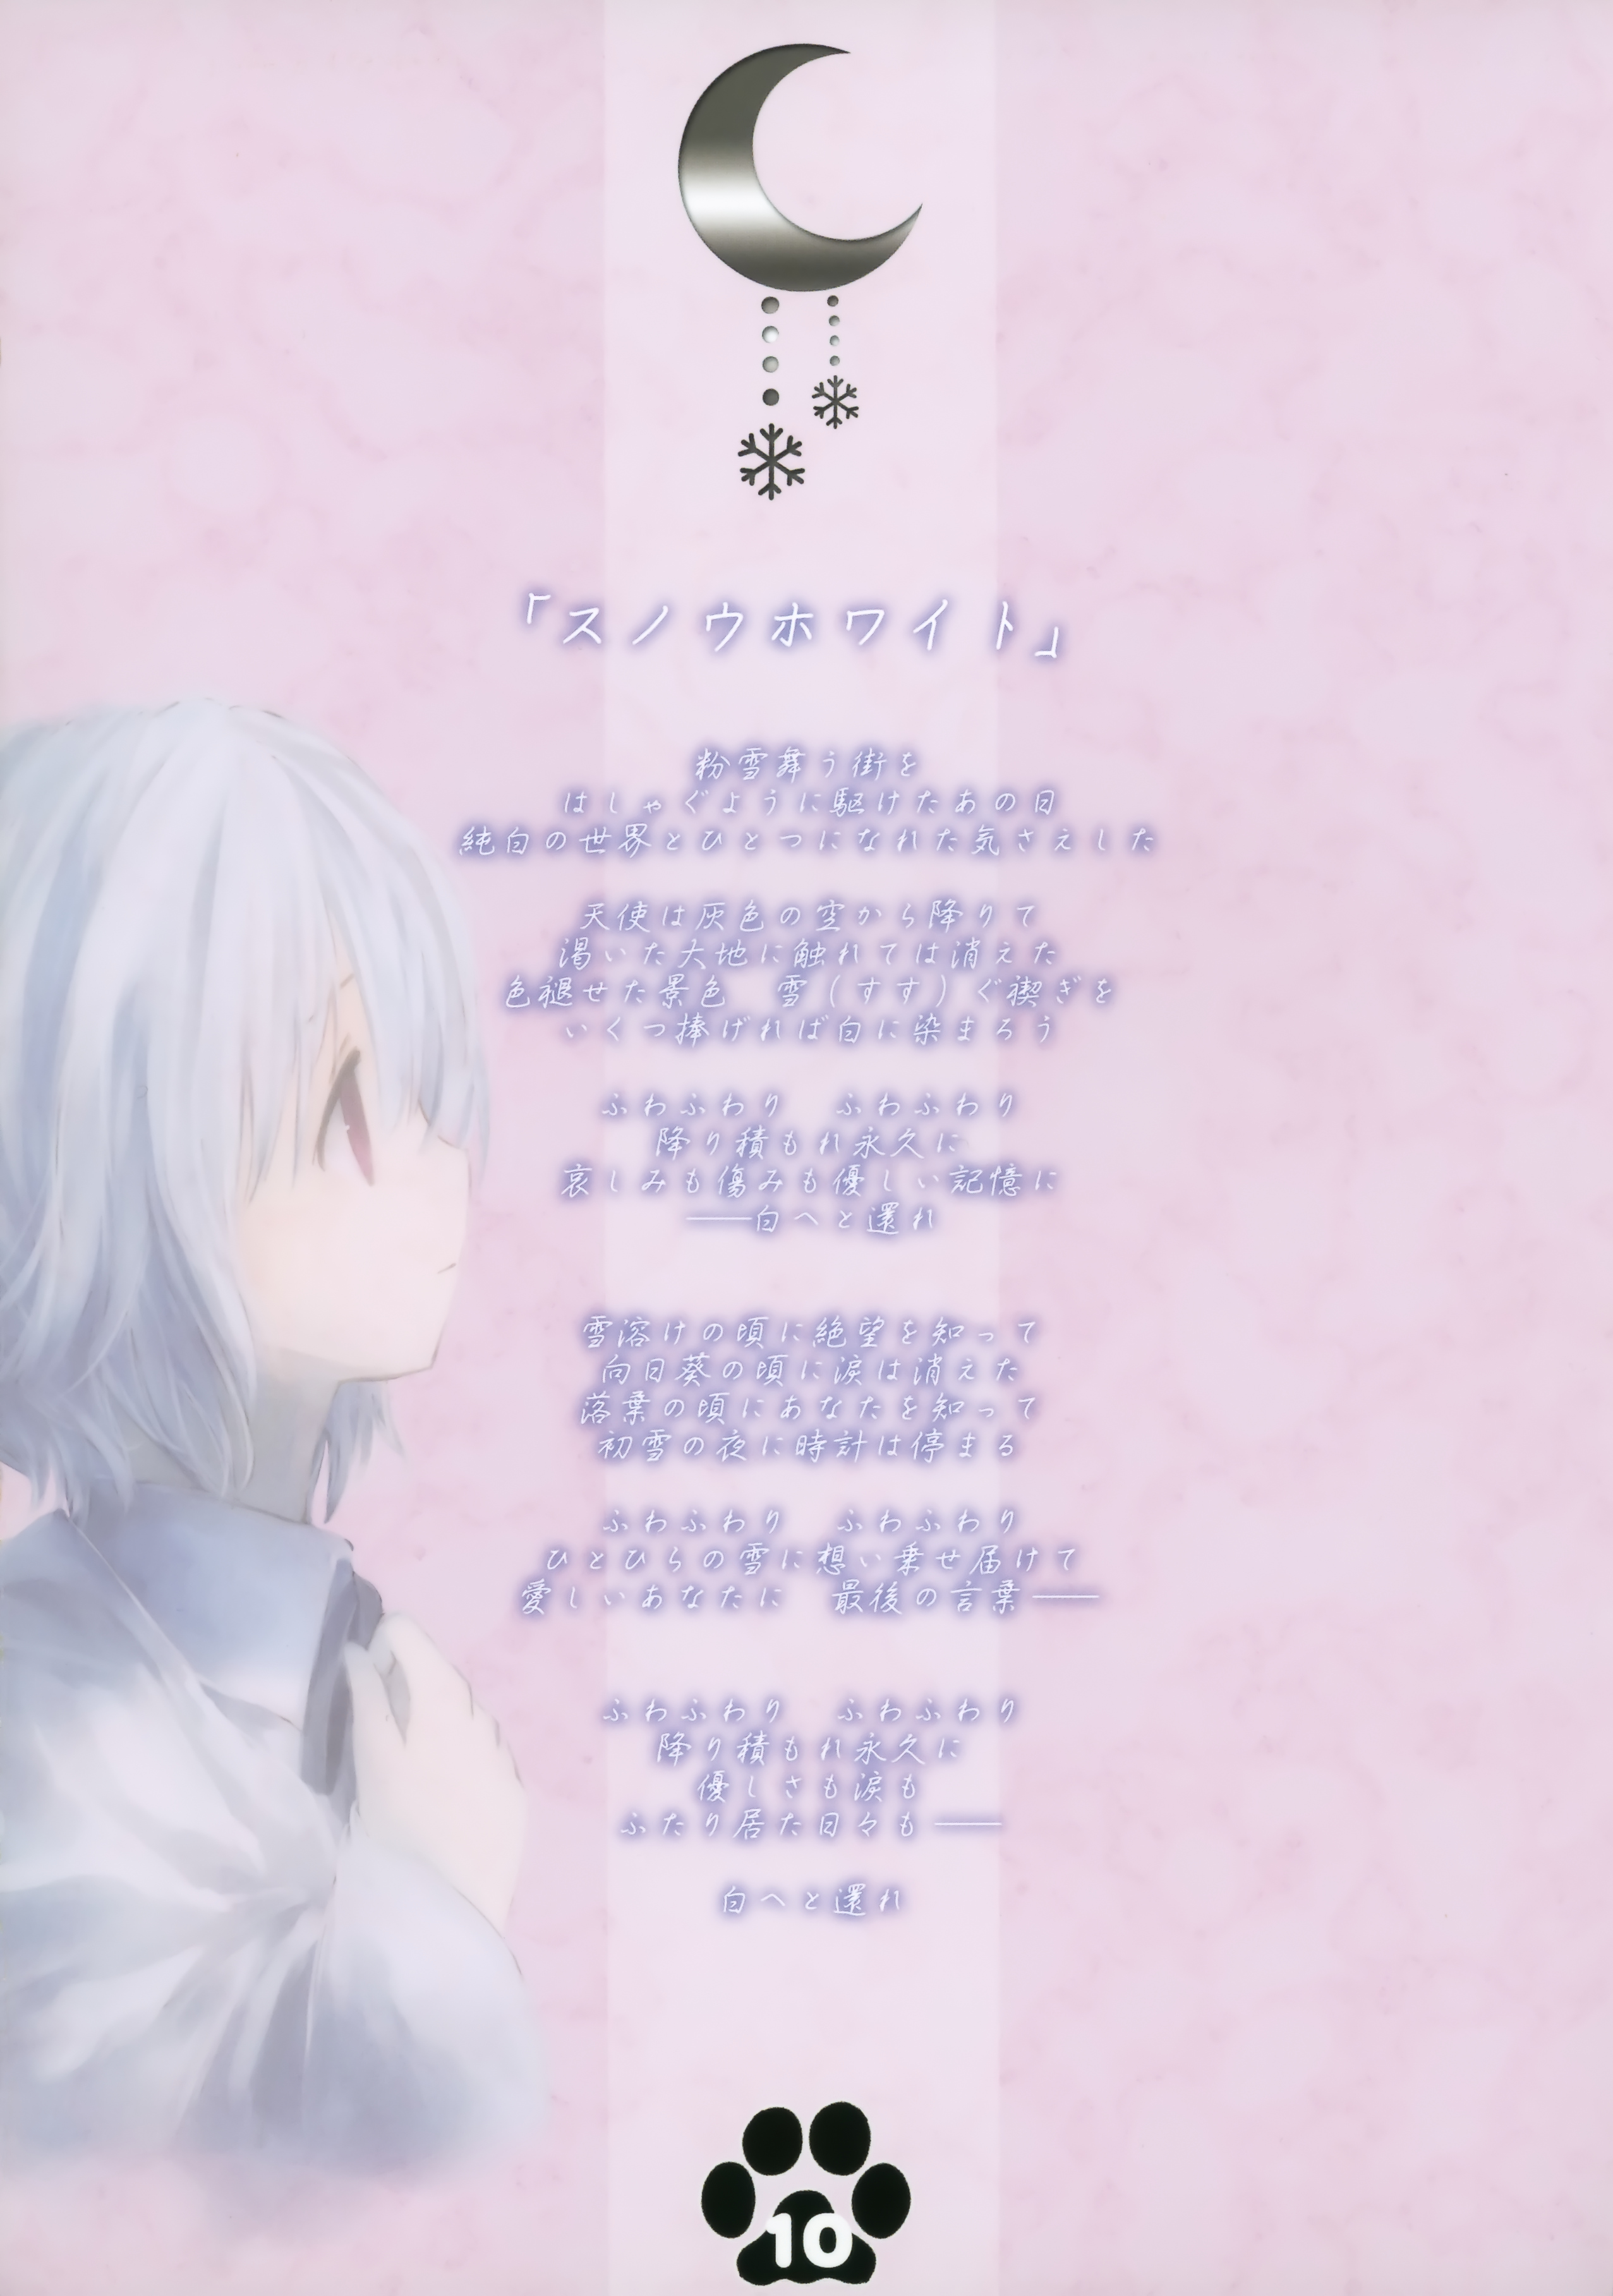 「スノウホワイト」
粉雪舞う街を
はしゃぐように駆けたあの日
純白の世界とひとつになれた気さえした
天使は灰色の空から降りて
渇いた大地に触れては消えた
色褪せた景色　雪（すす）ぐ禊ぎを
いくつ捧げれば白に染まろう
ふわふわり　ふわふわり
降り積もれ永久に
哀しみも傷みも優しい記憶に
――白へと還れ
雪溶けの頃に絶望を知って
向日葵の頃に涙は消えた
落葉の頃にあなたを知って
初雪の夜に時計は停まる
ふわふわり　ふわふわり
ひとひらの雪に想い乗せ届けて
愛しいあなたに　最後の言葉――
ふわふわり　ふわふわり
降り積もれ永久に
優しさも涙も
ふたり居た日々も――
白へと還れ
10